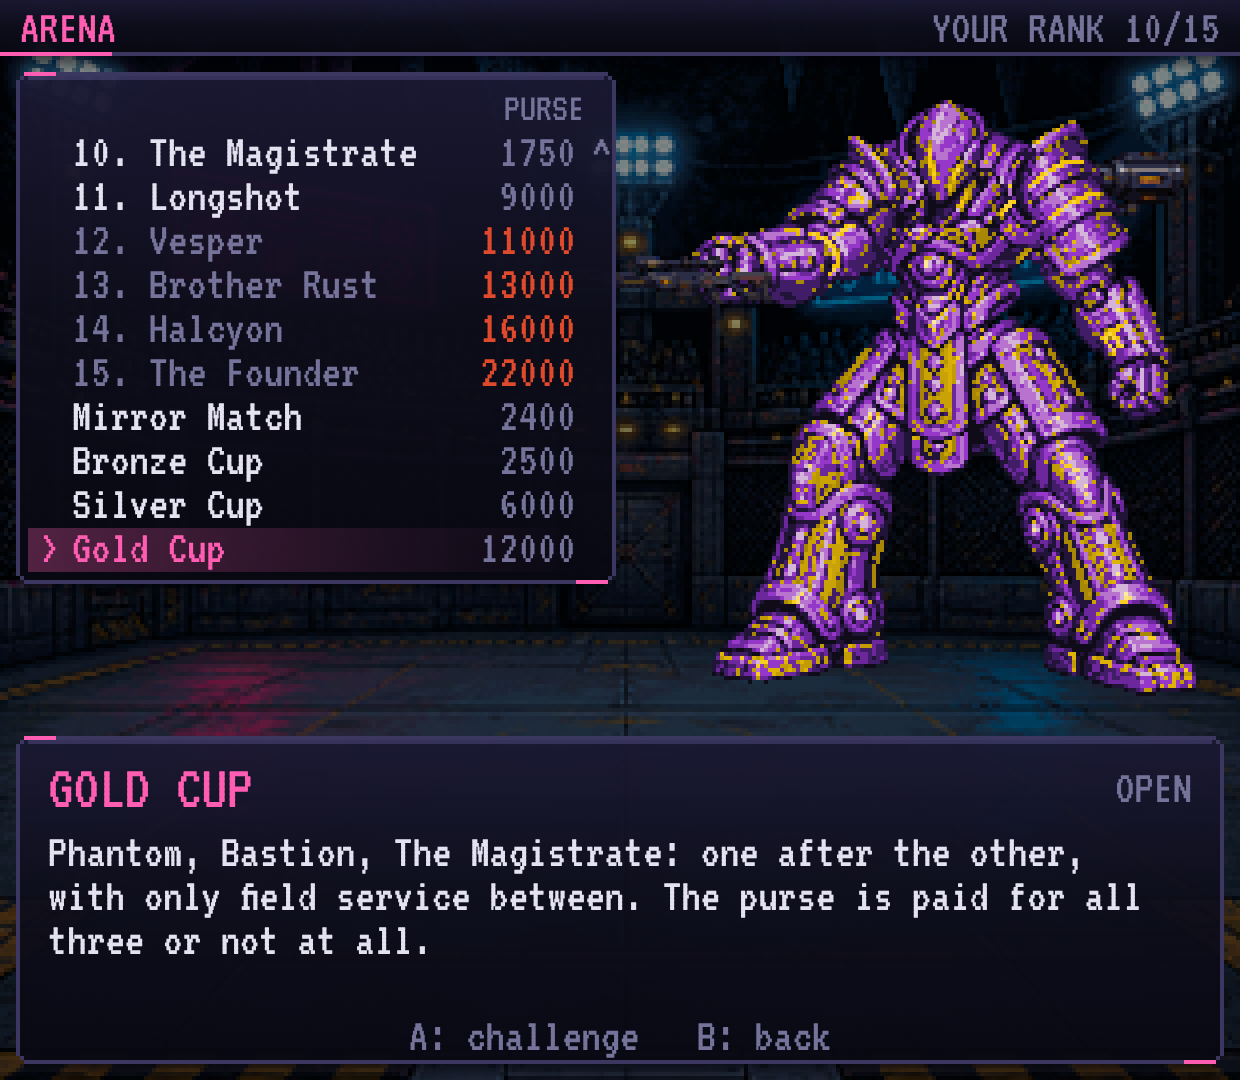 ARENA
YOUR RANK 10/15
PURSE
10. The Magistrate 1750 ^
11. Longshot 9000
12. Vesper 11000
13. Brother Rust 13000
14. Halcyon 16000
15. The Founder 22000
Mirror Match 2400
Bronze Cup 2500
Silver Cup 6000
> Gold Cup 12000
GOLD CUP
OPEN
Phantom, Bastion, The Magistrate: one after the other,
with only field service between. The purse is paid for all
three or not at all.
A: challenge B: back